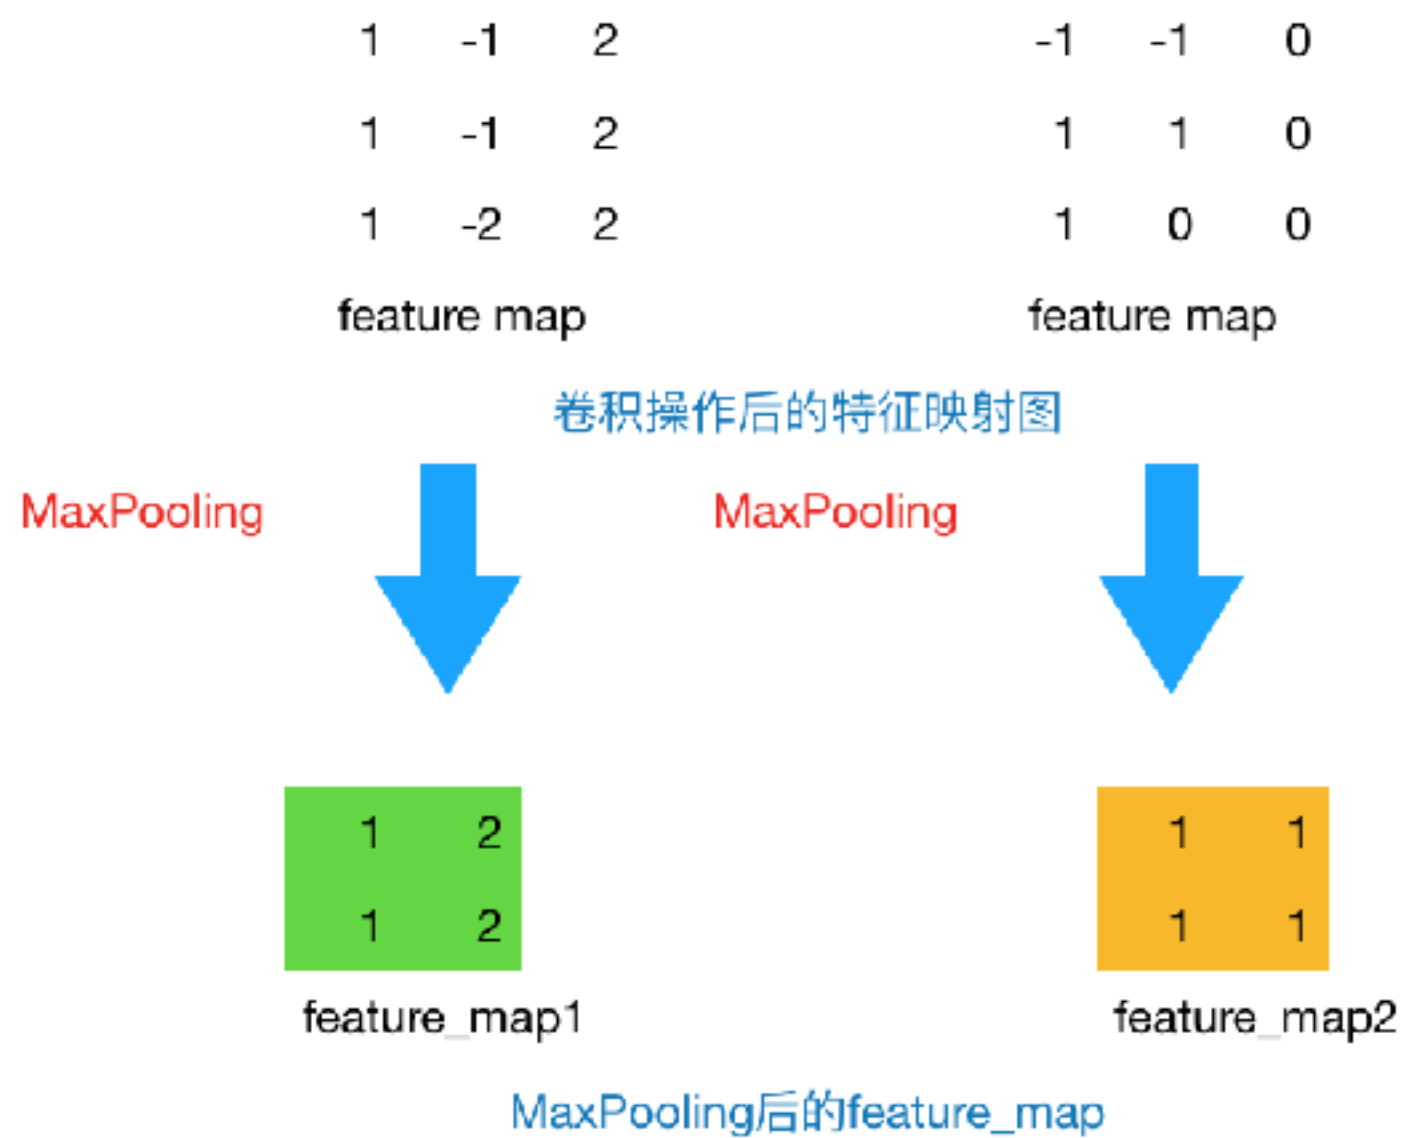 1 -1 2 -1 -1 0
1 -1 2 1 1 0
1 -2 2 1 0 0
feature map feature map
卷积操作后的特征映射图
MaxPooling MaxPooling
1 2 1 1
1 2 1 1
feature_map1 feature_map2
MaxPooling后的feature_map